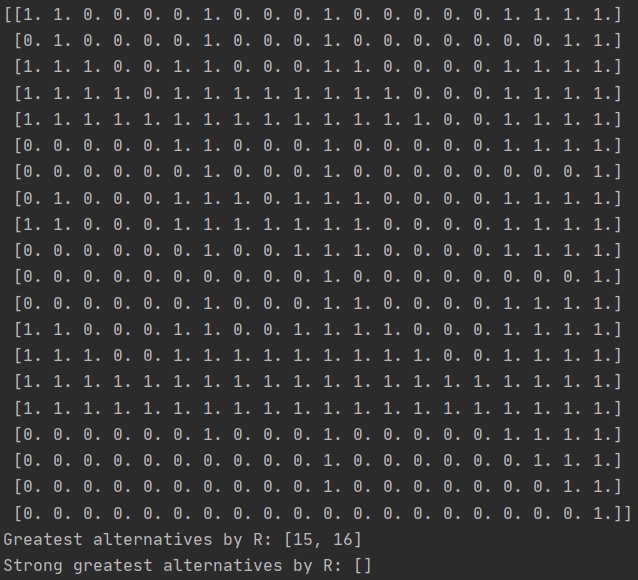 [[1. 1. 0. 0. 0. 0. 1. 0. 0. 0. 1. 0. 0. 0. 0. 0. 1. 1. 1. 1.]
[0. 1. 0. 0. 0. 0. 1. 0. 0. 0. 1. 0. 0. 0. 0. 0. 0. 0. 1. 1.]
[1. 1. 1. 0. 0. 1. 1. 0. 0. 0. 1. 1. 0. 0. 0. 0. 1. 1. 1. 1.]
[1. 1. 1. 1. 0. 1. 1. 1. 1. 1. 1. 1. 1. 0. 0. 0. 1. 1. 1. 1.]
[1. 1. 1. 1. 1. 1. 1. 1. 1. 1. 1. 1. 1. 1. 0. 0. 1. 1. 1. 1.]
[0. 0. 0. 0. 0. 1. 1. 0. 0. 0. 1. 0. 0. 0. 0. 0. 1. 1. 1. 1.]
[0. 0. 0. 0. 0. 0. 1. 0. 0. 0. 1. 0. 0. 0. 0. 0. 0. 0. 0. 1.]
[0. 1. 0. 0. 0. 1. 1. 1. 0. 1. 1. 1. 0. 0. 0. 0. 1. 1. 1. 1.]
[1. 1. 0. 0. 0. 1. 1. 1. 1. 1. 1. 1. 0. 0. 0. 0. 1. 1. 1. 1.]
[0. 0. 0. 0. 0. 0. 1. 0. 0. 1. 1. 1. 0. 0. 0. 0. 1. 1. 1. 1.]
[0. 0. 0. 0. 0. 0. 0. 0. 0. 0. 1. 0. 0. 0. 0. 0. 0. 0. 0. 1.]
[0. 0. 0. 0. 0. 0. 1. 0. 0. 0. 1. 1. 0. 0. 0. 0. 1. 1. 1. 1.]
[1. 1. 0. 0. 0. 1. 1. 0. 0. 1. 1. 1. 1. 0. 0. 0. 1. 1. 1. 1.]
[1. 1. 1. 0. 0. 1. 1. 1. 1. 1. 1. 1. 1. 1. 0. 0. 1. 1. 1. 1.]
[1. 1. 1. 1. 1. 1. 1. 1. 1. 1. 1. 1. 1. 1. 1. 1. 1. 1. 1. 1.]
[1. 1. 1. 1. 1. 1. 1. 1. 1. 1. 1. 1. 1. 1. 1. 1. 1. 1. 1. 1.]
[0. 0. 0. 0. 0. 0. 1. 0. 0. 0. 1. 0. 0. 0. 0. 0. 1. 1. 1. 1.]
[0. 0. 0. 0. 0. 0. 0. 0. 0. 0. 1. 0. 0. 0. 0. 0. 0. 1. 1. 1.]
[0. 0. 0. 0. 0. 0. 0. 0. 0. 0. 1. 0. 0. 0. 0. 0. 0. 0. 1. 1.]
[0. 0. 0. 0. 0. 0. 0. 0. 0. 0. 0. 0. 0. 0. 0. 0. 0. 0. 0. 1.]]
Greatest alternatives by R: [15, 16]
Strong greatest alternatives by R: []